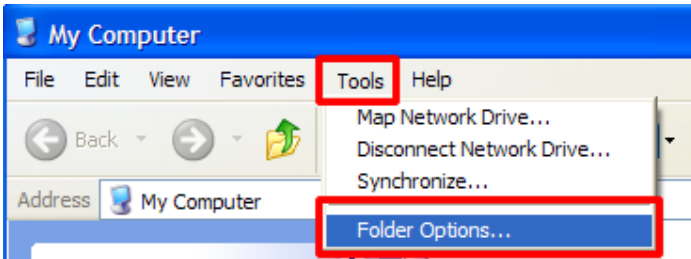 My Computer
File Edit View Favorites Tools Help
Map Network Drive...
Back
Disconnect Network Drive...
Synchronize...
Address My Computer
Folder Options...